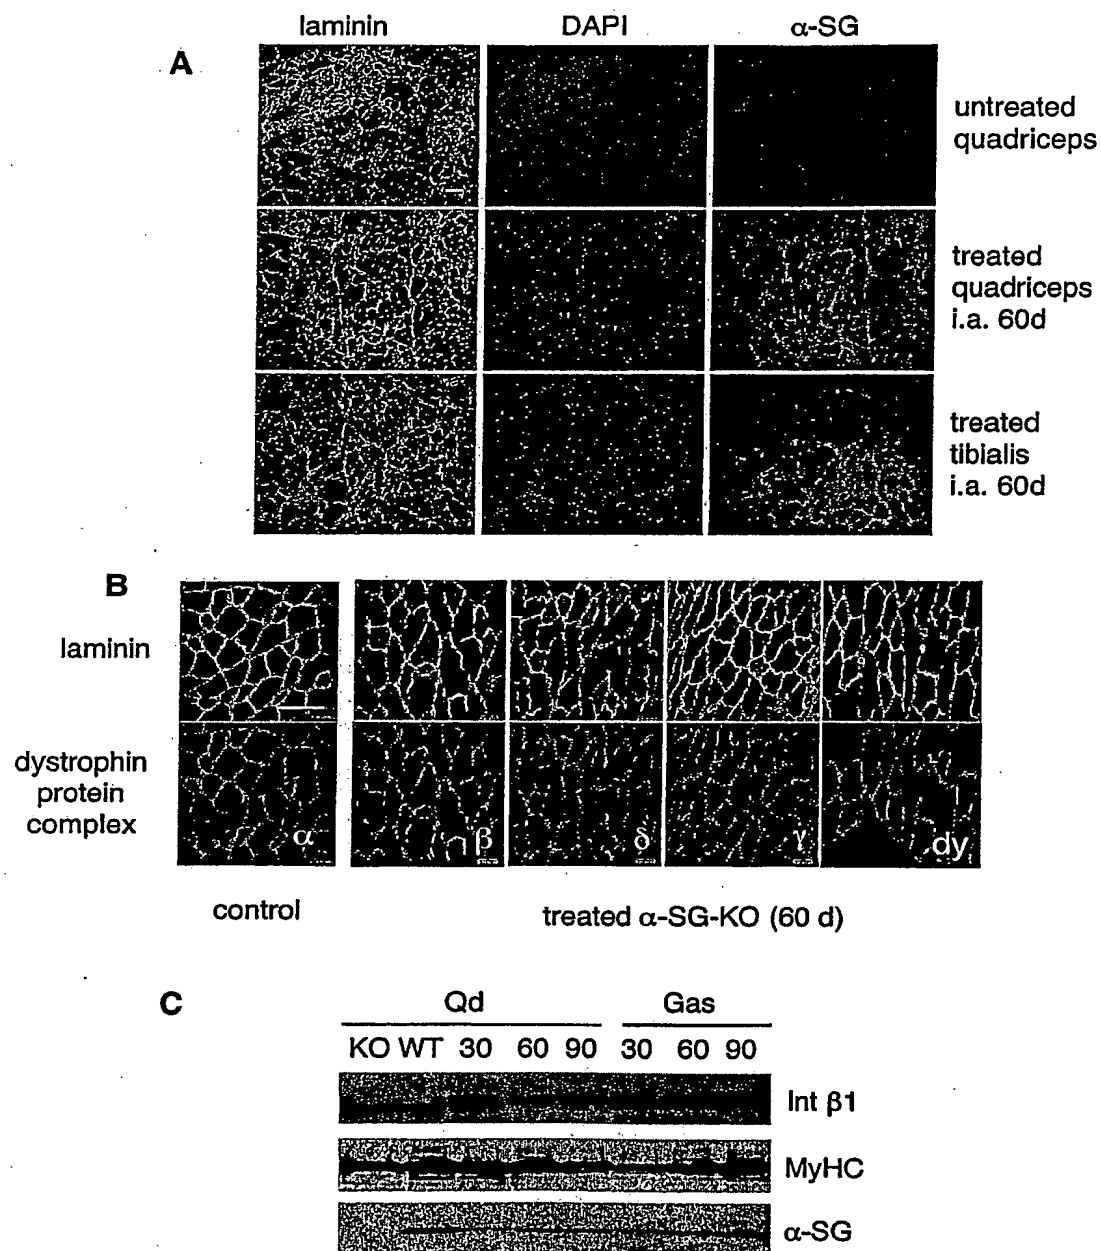 laminin DAPI α-SG
A
untreated
quadriceps
treated
quadriceps
i.a. 60d
treated
tibialis
i.a. 60d
B
laminin
dystrophin
protein
complex
α β δ γ dy
control
treated α-SG-KO (60 d)
C
Qd Gas
KO WT 30 60 90 30 60 90
Int β1
MyHC
α-SG